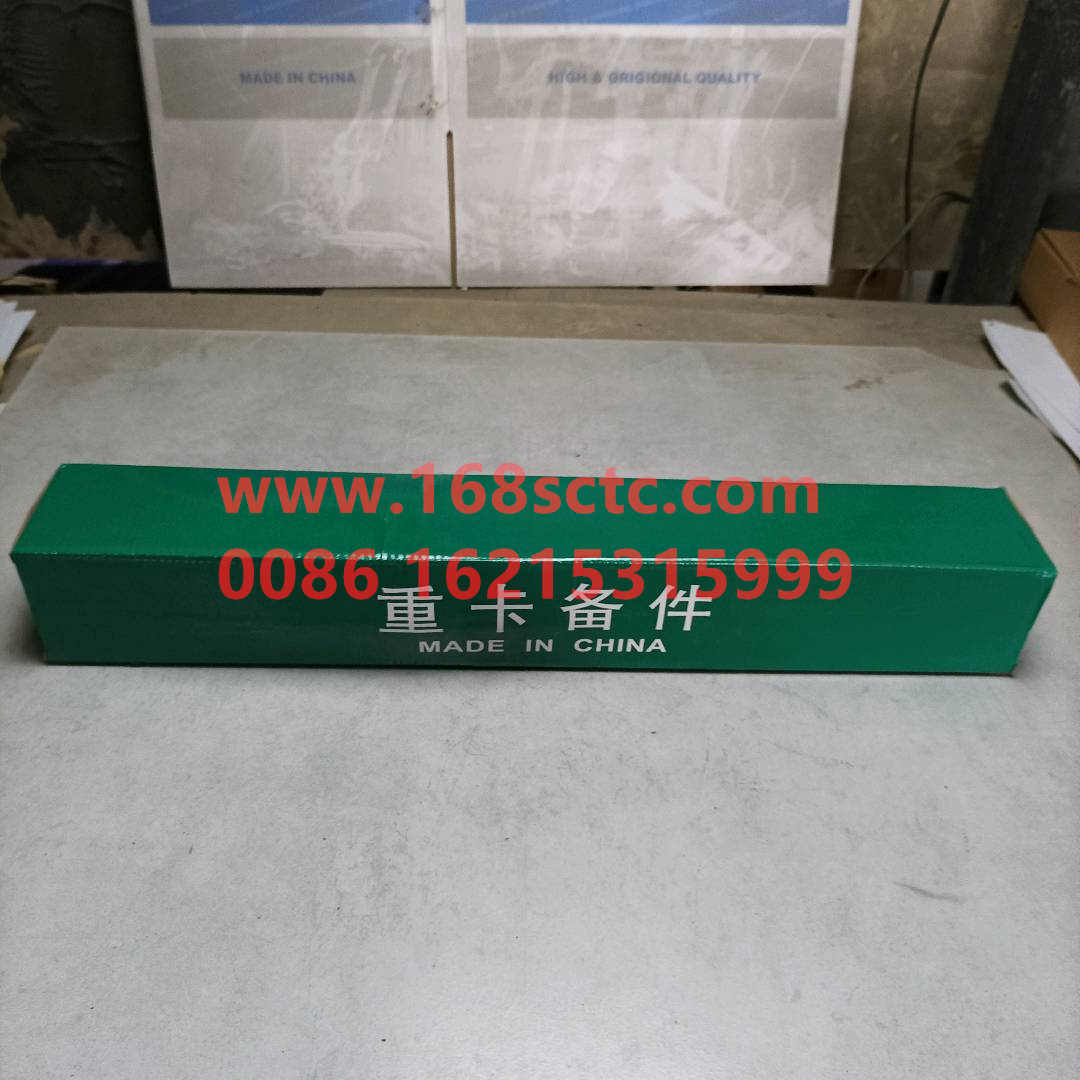 MADE IN CHINA
HIGH & GRIGIONAL QUALITY
www.168sctc.com
0086 16215315999
重卡备件
MADE IN CHINA